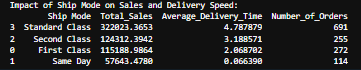 Impact of Ship Mode on Sales and Delivery Speed:
Ship Mode Total_Sales Average_Delivery_Time Number_of_Orders
3 Standard Class 322023.3653 4.787879 691
2 Second Class 124312.3942 3.188571 255
0 First Class 115188.9864 2.068702 272
1 Same Day 57643.4780 0.066390 114